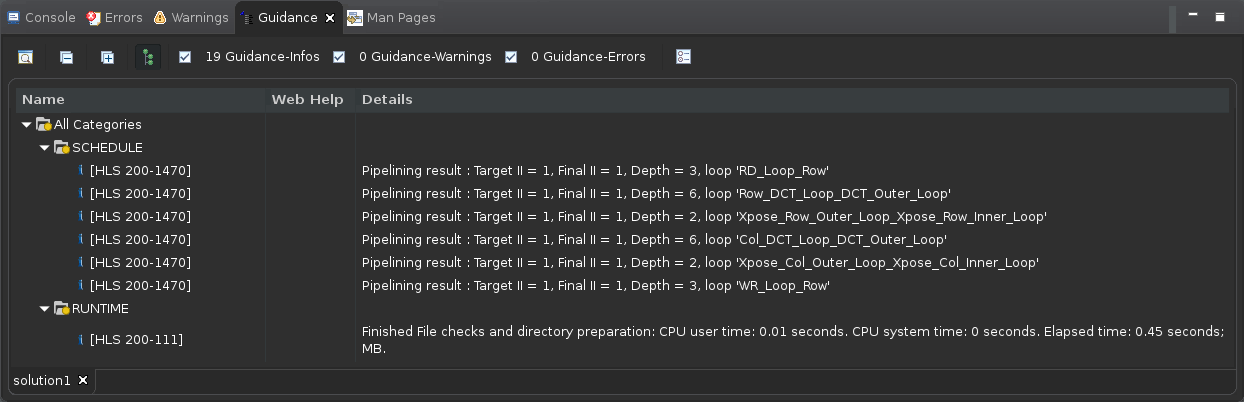 Console Errors Warnings Guidance Man Pages
19 Guidance-Infos 0 Guidance-Warnings 0 Guidance-Errors
Name Web Help Details
All Categories
SCHEDULE
[HLS 200-1470] Pipelining result : Target II = 1, Final II = 1, Depth = 3, loop 'RD_Loop_Row'
[HLS 200-1470] Pipelining result : Target II = 1, Final II = 1, Depth = 6, loop 'Row_DCT_Loop_DCT_Outer_Loop'
[HLS 200-1470] Pipelining result : Target II = 1, Final II = 1, Depth = 2, loop 'Xpose_Row_Outer_Loop_Xpose_Row_Inner_Loop'
[HLS 200-1470] Pipelining result : Target II = 1, Final II = 1, Depth = 6, loop 'Col_DCT_Loop_DCT_Outer_Loop'
[HLS 200-1470] Pipelining result : Target II = 1, Final II = 1, Depth = 2, loop 'Xpose_Col_Outer_Loop_Xpose_Col_Inner_Loop'
[HLS 200-1470] Pipelining result : Target II = 1, Final II = 1, Depth = 3, loop 'WR_Loop_Row'
RUNTIME
[HLS 200-111] Finished File checks and directory preparation: CPU user time: 0.01 seconds. CPU system time: 0 seconds. Elapsed time: 0.45 seconds;
MB.
solution1